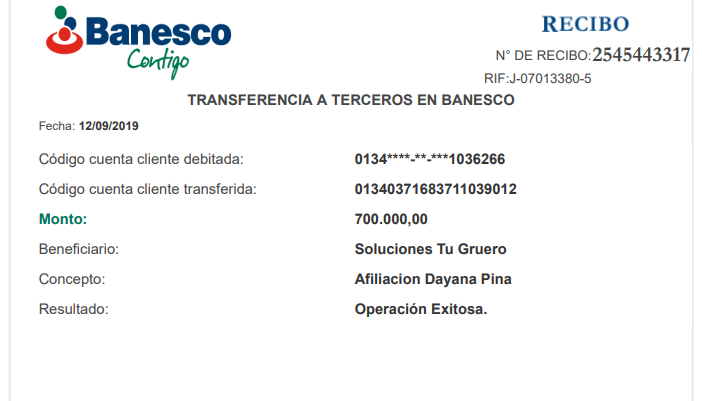 Banesco
Contigo
RECIBO
N° DE RECIBO:2545443317
RIF:J-07013380-5
TRANSFERENCIA A TERCEROS EN BANESCO
Fecha: 12/09/2019
Código cuenta cliente debitada: 0134****-**-***1036266
Código cuenta cliente transferida: 01340371683711039012
Monto: 700.000,00
Beneficiario: Soluciones Tu Gruero
Concepto: Afiliacion Dayana Pina
Resultado: Operación Exitosa.